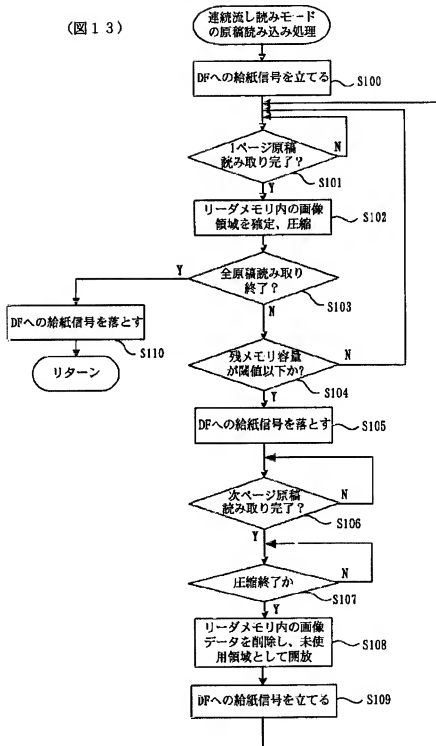 (図13)
連続流し読みモード
の原稿読み込み処理
DFへの給紙信号を立てる
S100
1ページ原稿
読み取り完了?
N
S101
Y
リーダメモリ内の画像
領域を確定、圧縮
S102
Y
全原稿読み取り
終了?
S103
N
DFへの給紙信号を落とす
S110
リターン
残メモリ容量
が閾値以下か?
N
S104
Y
DFへの給紙信号を落とす
S105
次ページ原稿
読み取り完了?
N
S106
Y
圧縮終了か
N
S107
Y
リーダメモリ内の画像
データを削除し、未使
用領域として開放
S108
DFへの給紙信号を立てる
S109